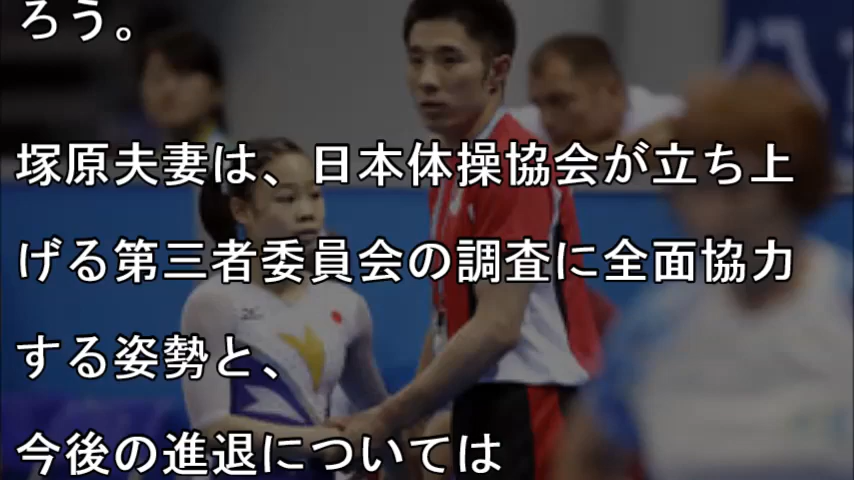 ろう。
塚原夫妻は、日本体操協会が立ち上
げる第三者委員会の調査に全面協力
する姿勢と、
今後の進退については